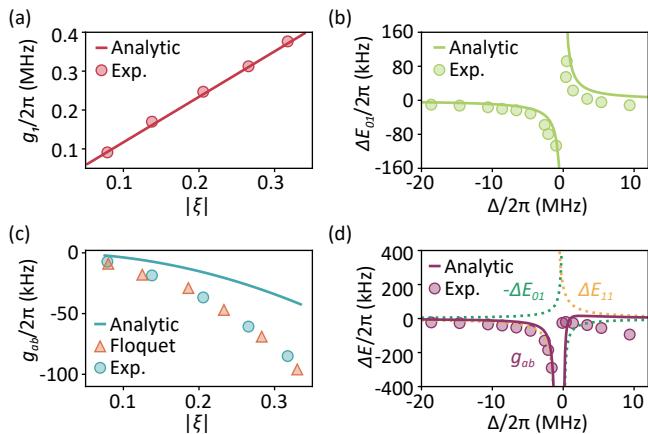 (a)
0.4
0.3
0.2
0.1
g₁/2π (MHz)
Analytic
Exp.
0.1
0.2
0.3
|ξ|
(b)
160
80
0
-80
-160
ΔE₀₁/2π (kHz)
Analytic
Exp.
-20
-10
0
10
Δ/2π (MHz)
(c)
0
-50
-100
g_ab/2π (kHz)
Analytic
Floquet
Exp.
0.1
0.2
0.3
|ξ|
(d)
400
200
0
-200
-400
ΔE/2π (kHz)
Analytic
Exp.
-ΔE₀₁
ΔE₁₁
g_ab
-20
-10
0
10
Δ/2π (MHz)